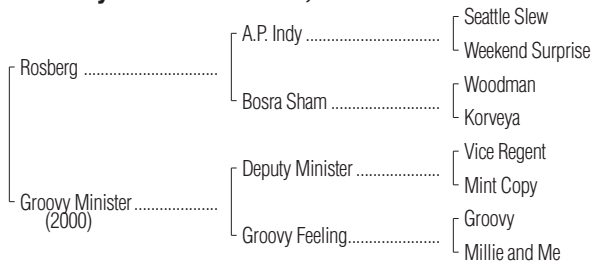 Seattle Slew
A.P. Indy ................................
Weekend Surprise
Rosberg ................................
Woodman
Bosra Sham ..........................
Korveya
Vice Regent
Deputy Minister ....................
Mint Copy
Groovy Minister....................
(2000)
Groovy
Groovy Feeling......................
Millie and Me